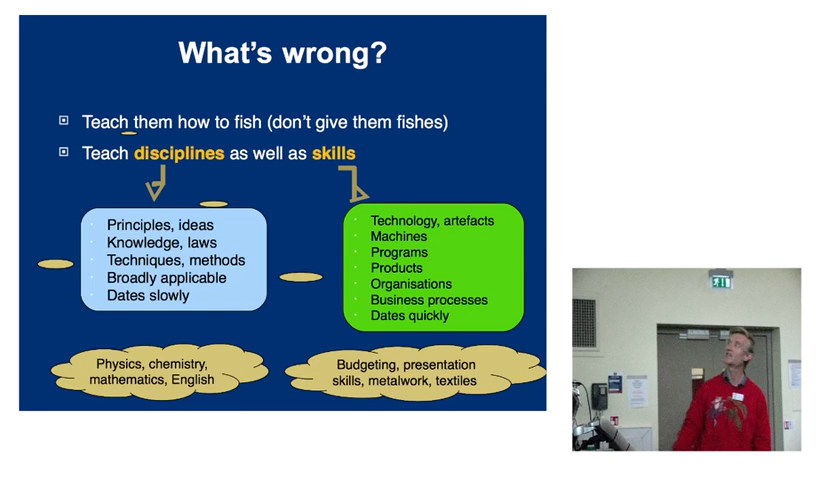 What's wrong?
Teach them how to fish (don't give them fishes)
Teach disciplines as well as skills
Principles, ideas
Knowledge, laws
Techniques, methods
Broadly applicable
Dates slowly
Technology, artefacts
Machines
Programs
Products
Organisations
Business processes
Dates quickly
Physics, chemistry,
mathematics, English
Budgeting, presentation
skills, metalwork, textiles